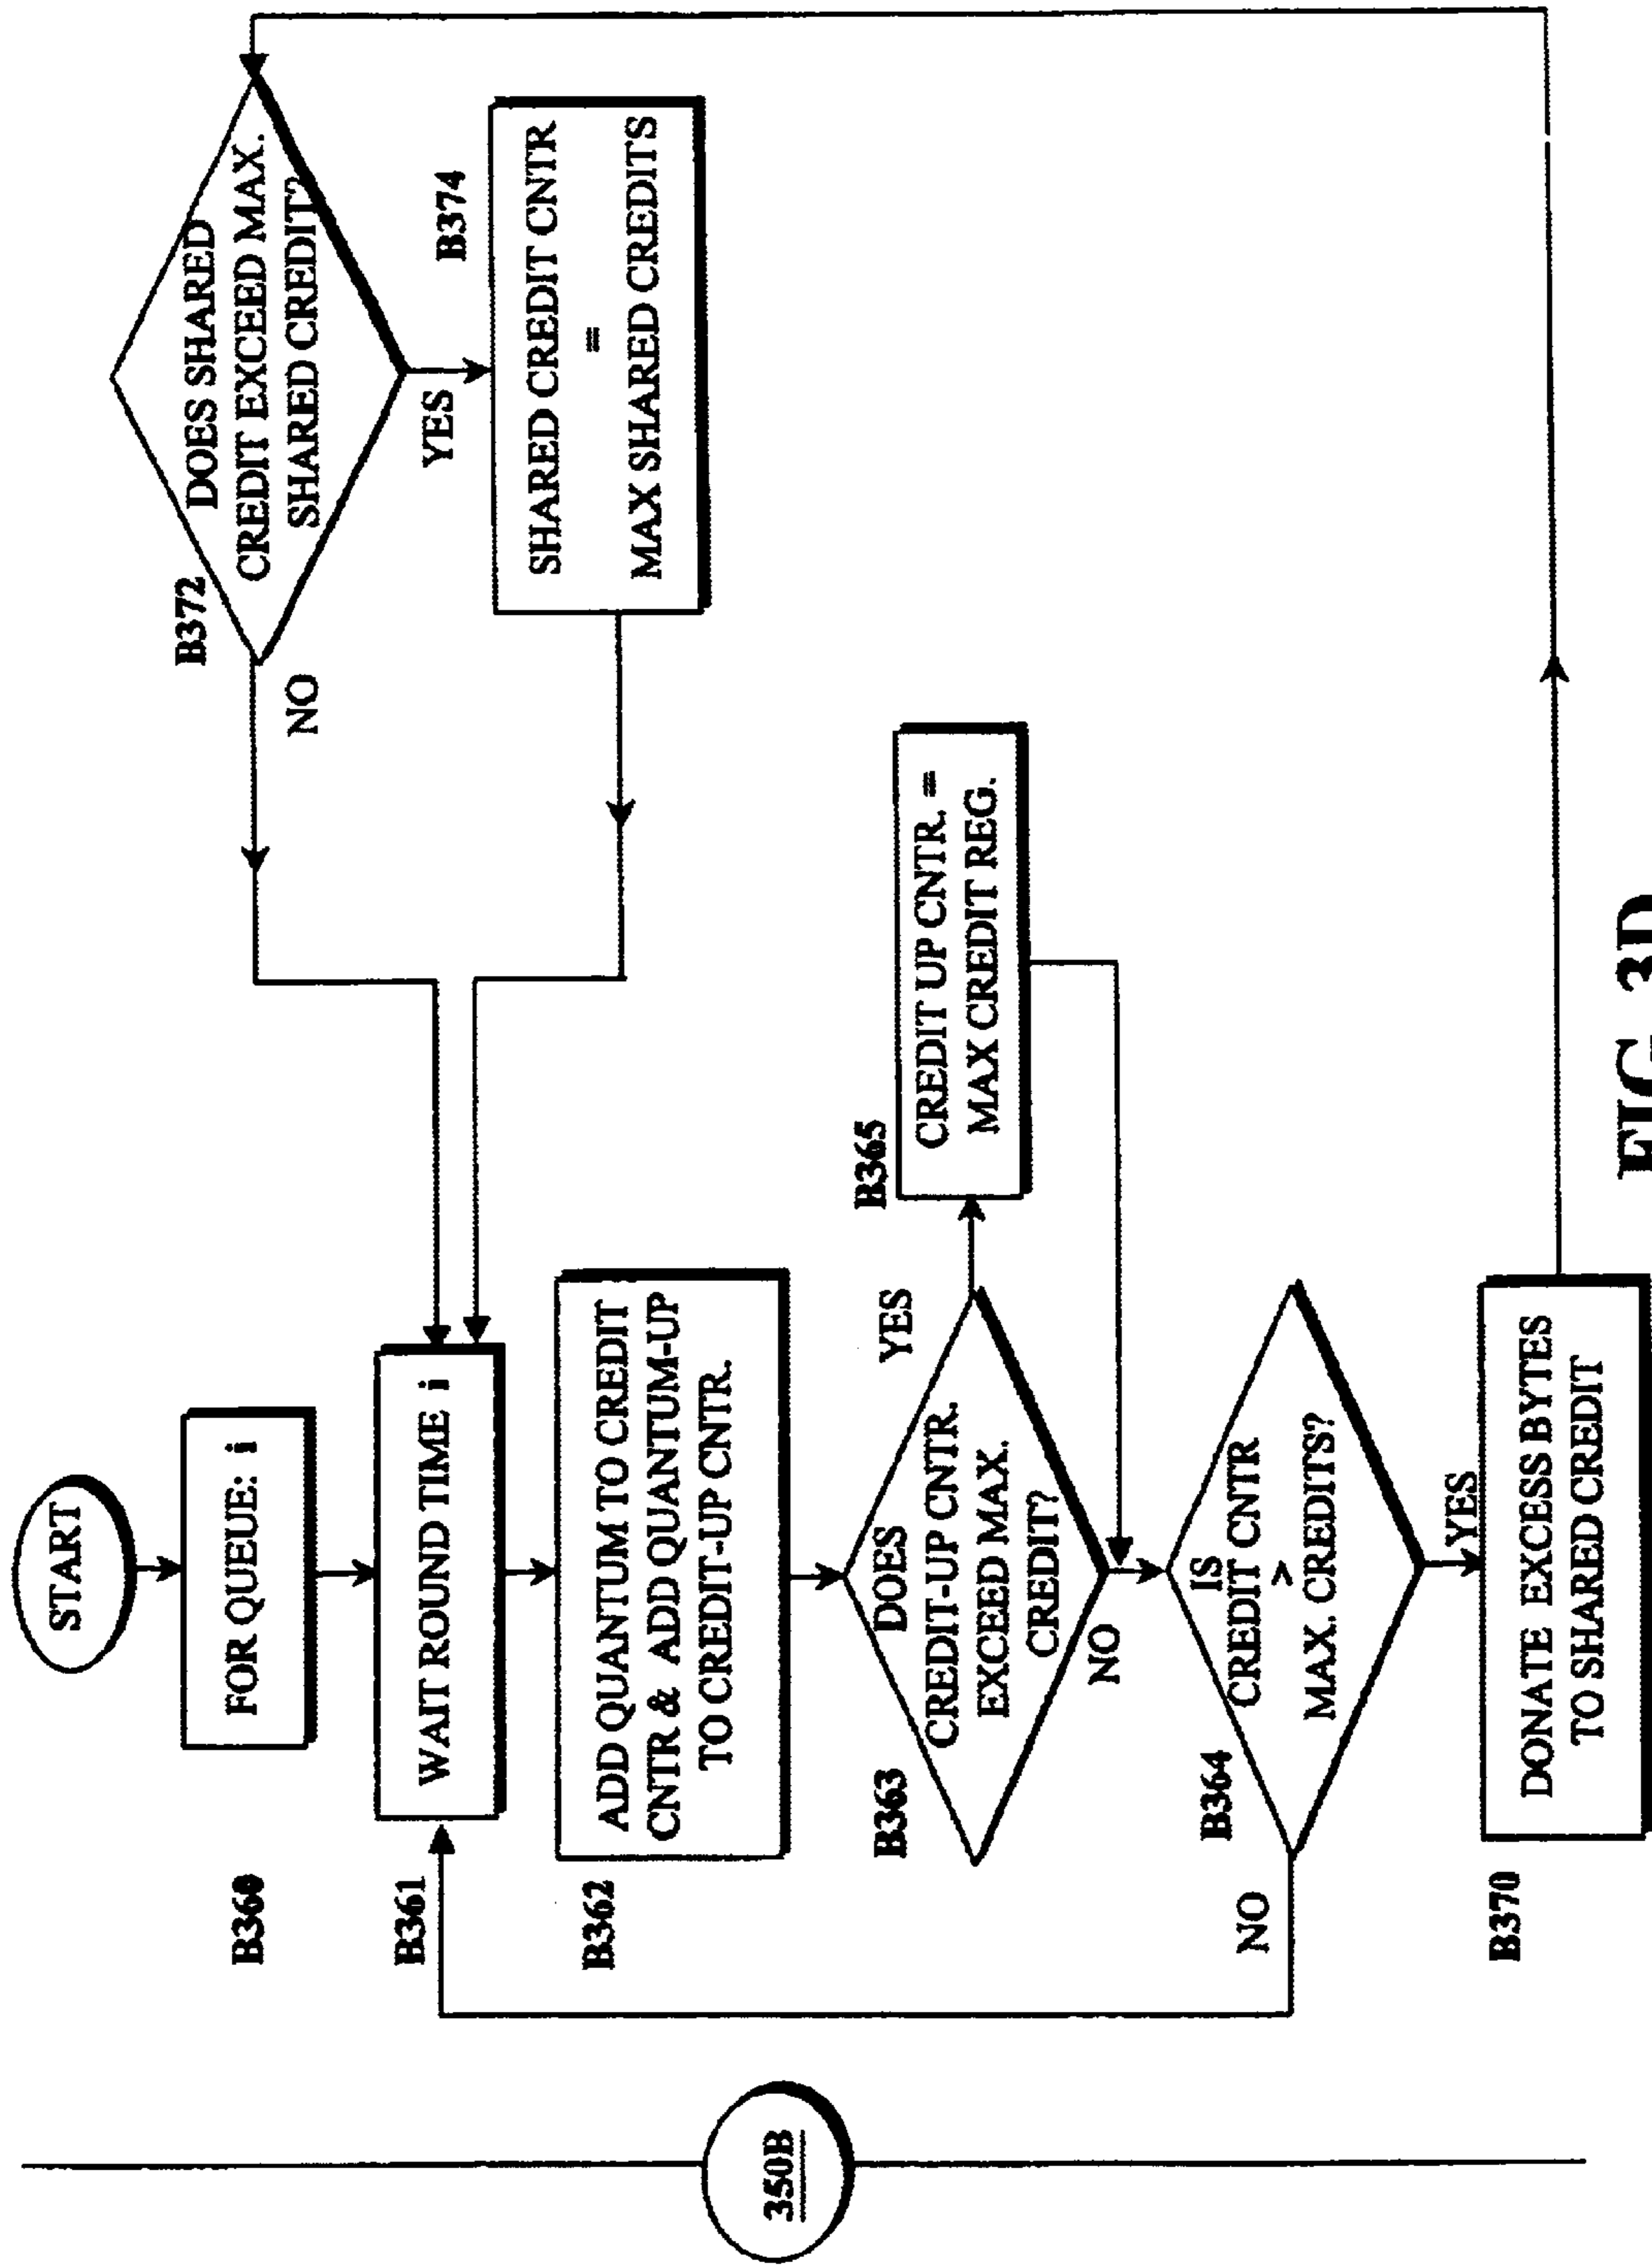 350B
START
B360
FOR QUEUE: i
B361
WAIT ROUND TIME i
B362
ADD QUANTUM TO CREDIT
CNTR & ADD QUANTUM-UP
TO CREDIT-UP CNTR.
B363
DOES
CREDIT-UP CNTR.
EXCEED MAX.
CREDIT?
YES
NO
B365
CREDIT UP CNTR. =
MAX CREDIT REG.
B364
IS
CREDIT CNTR
>
MAX. CREDITS?
NO
YES
B370
DONATE EXCESS BYTES
TO SHARED CREDIT
B372
DOES SHARED
CREDIT EXCEED MAX.
SHARED CREDIT?
NO
YES
B374
SHARED CREDIT CNTR
=
MAX SHARED CREDITS
FIG. 3D